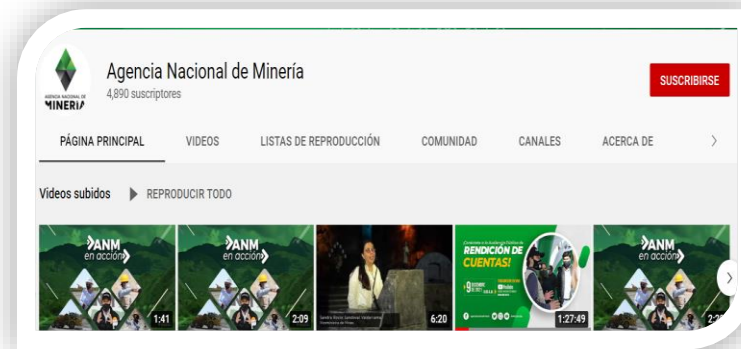 Agencia Nacional de Minería
4,890 suscriptores
AGENCIA NACIONAL DE
MINERÍA
SUSCRIBIRSE
PÁGINA PRINCIPAL
VIDEOS
LISTAS DE REPRODUCCIÓN
COMUNIDAD
CANALES
ACERCA DE
Videos subidos
REPRODUCIR TODO
ANM
en acción
1:41
ANM
en acción
2:09
6:20
RENDICIÓN DE
CUENTAS!
1:27:49
ANM
en acción